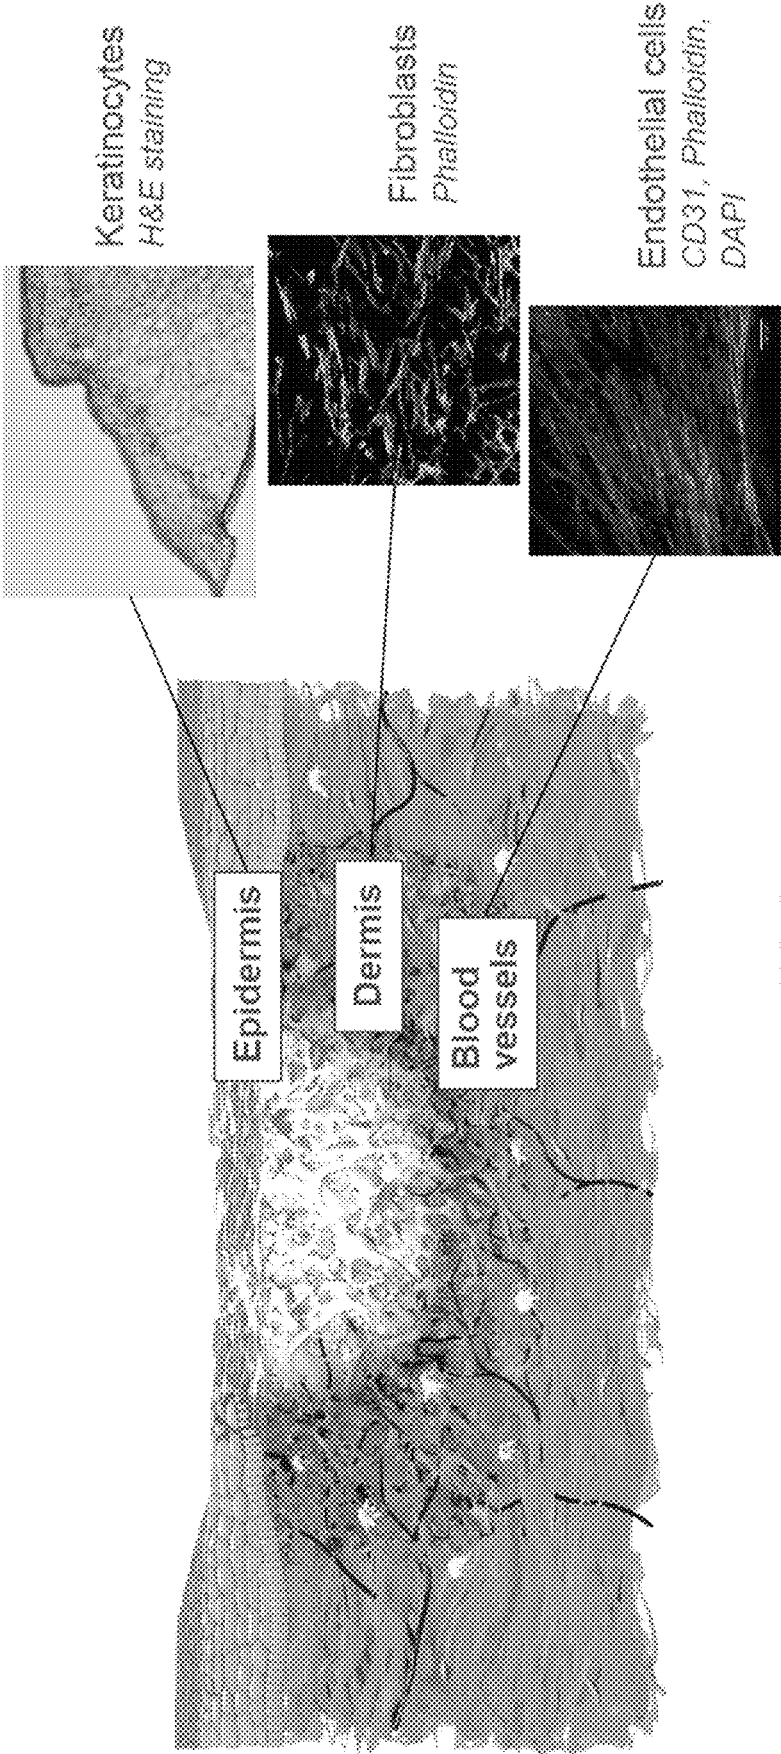 Keratinocytes
H&E staining
Fibroblasts
Phalloidin
Endothelial cells
CD31, Phalloidin,
DAPI
Epidermis
Dermis
Blood
vessels